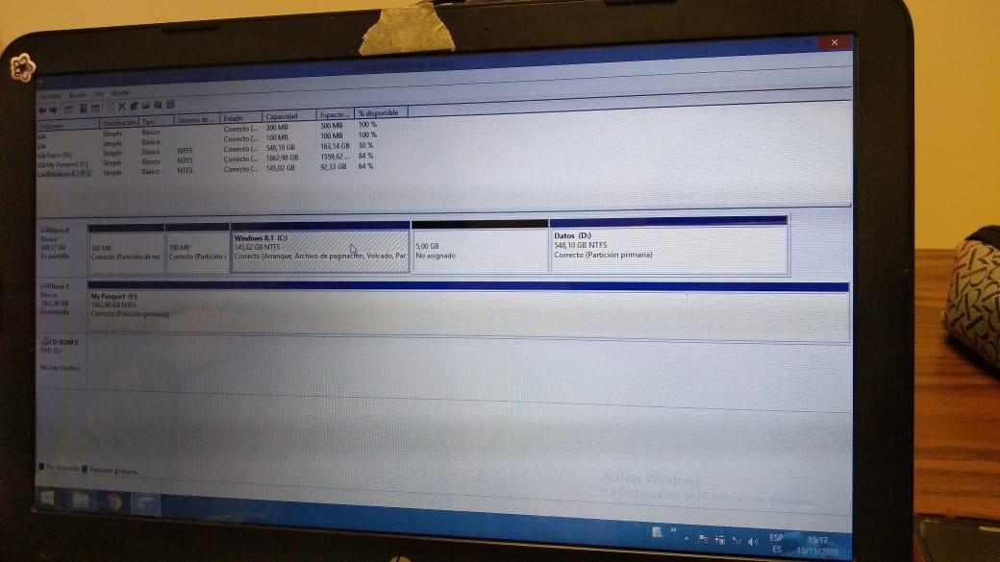 Administración de discos
Archivo Acción Ver Ayuda
Volumen Distribución Tipo Sistema de ... Estado Capacidad Espacio ... % disponible
Simple Básico Correcto (... 300 MB 300 MB 100 %
Simple Básico Correcto (... 100 MB 100 MB 100 %
Datos (D:) Simple Básico NTFS Correcto (... 548,10 GB 163,14 GB 30 %
My Passport (F:) Simple Básico NTFS Correcto (... 1862,98 GB 1559,62 ... 84 %
Windows 8.1 (C:) Simple Básico NTFS Correcto (... 145,02 GB 92,33 GB 64 %
Disco 0
Básico
698,51 GB
En pantalla
300 MB
Correcto (Partición de rec
100 MB
Correcto (Partición
Windows 8.1 (C:)
145,02 GB NTFS
Correcto (Arranque, Archivo de paginación, Volcado, Par
5,00 GB
No asignado
Datos (D:)
548,10 GB NTFS
Correcto (Partición primaria)
Disco 1
Básico
1862,99 GB
En pantalla
My Passport (F:)
1862,98 GB NTFS
Correcto (Partición primaria)
CD-ROM 0
DVD (E:)
No hay medios
No asignado Partición primaria
Activar Windows
Ir a Configuración de PC para activar Windows.
ESP
ES
15:17
15/11/2019